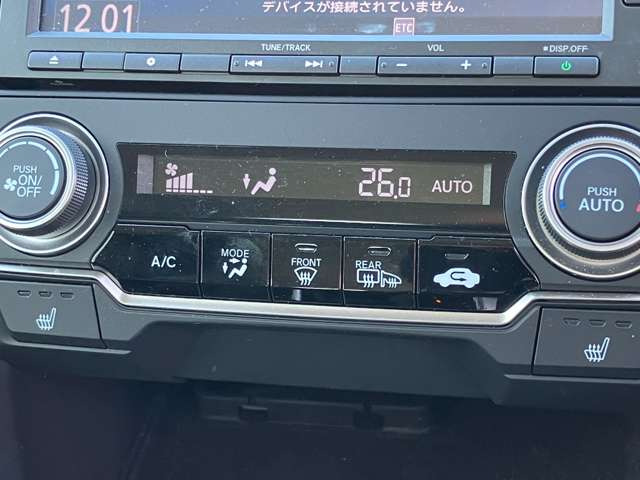 12 01
デバイスが接続されていません。
ETC
TUNE/TRACK
VOL
DISP.OFF
PUSH
ON/
OFF
26.0
AUTO
PUSH
AUTO
A/C
MODE
FRONT
REAR